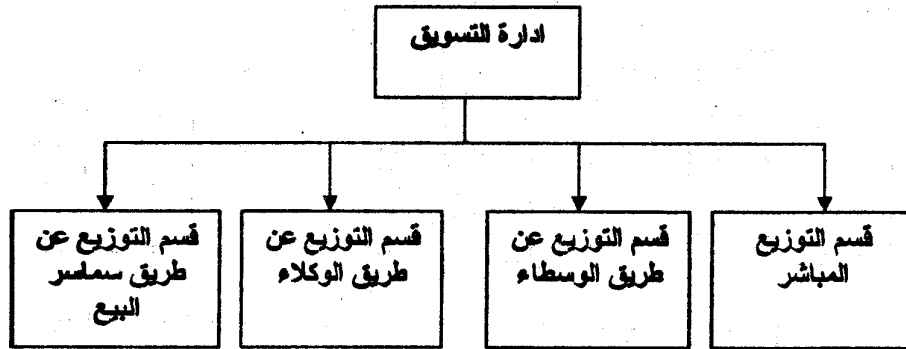 ادارة التسويق
قسم التوزيع
المباشر
قسم التوزيع عن
طريق الوسطاء
قسم التوزيع عن
طريق الوكلاء
قسم التوزيع عن
طريق سماسر
البيع